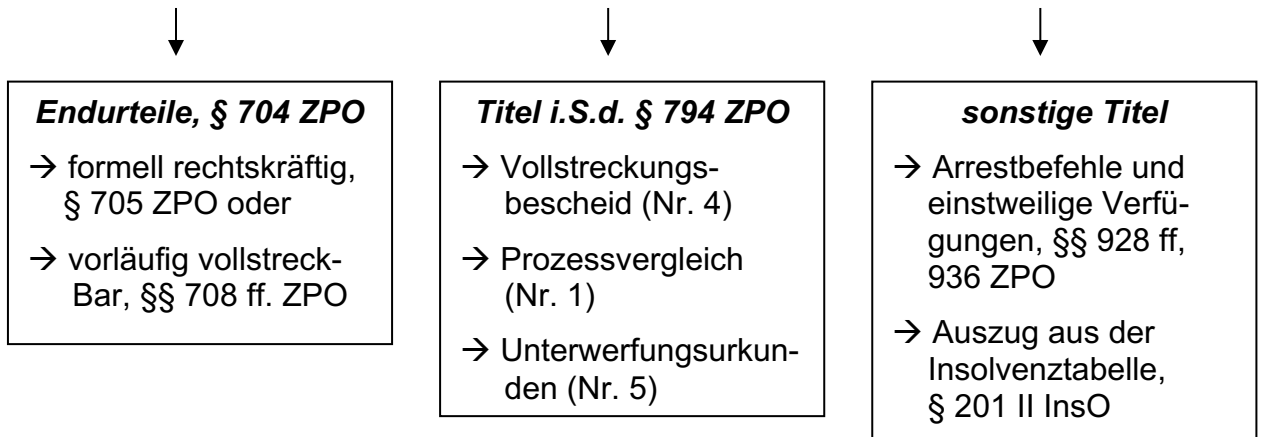 Endurteile, § 704 ZPO
→ formell rechtskräftig,
§ 705 ZPO oder
→ vorläufig vollstreck-
Bar, §§ 708 ff. ZPO
Titel i.S.d. § 794 ZPO
→ Vollstreckungs-
bescheid (Nr. 4)
→ Prozessvergleich
(Nr. 1)
→ Unterwerfungsurkun-
den (Nr. 5)
sonstige Titel
→ Arrestbefehle und
einstweilige Verfü-
gungen, §§ 928 ff,
936 ZPO
→ Auszug aus der
Insolvenztabelle,
§ 201 II InsO